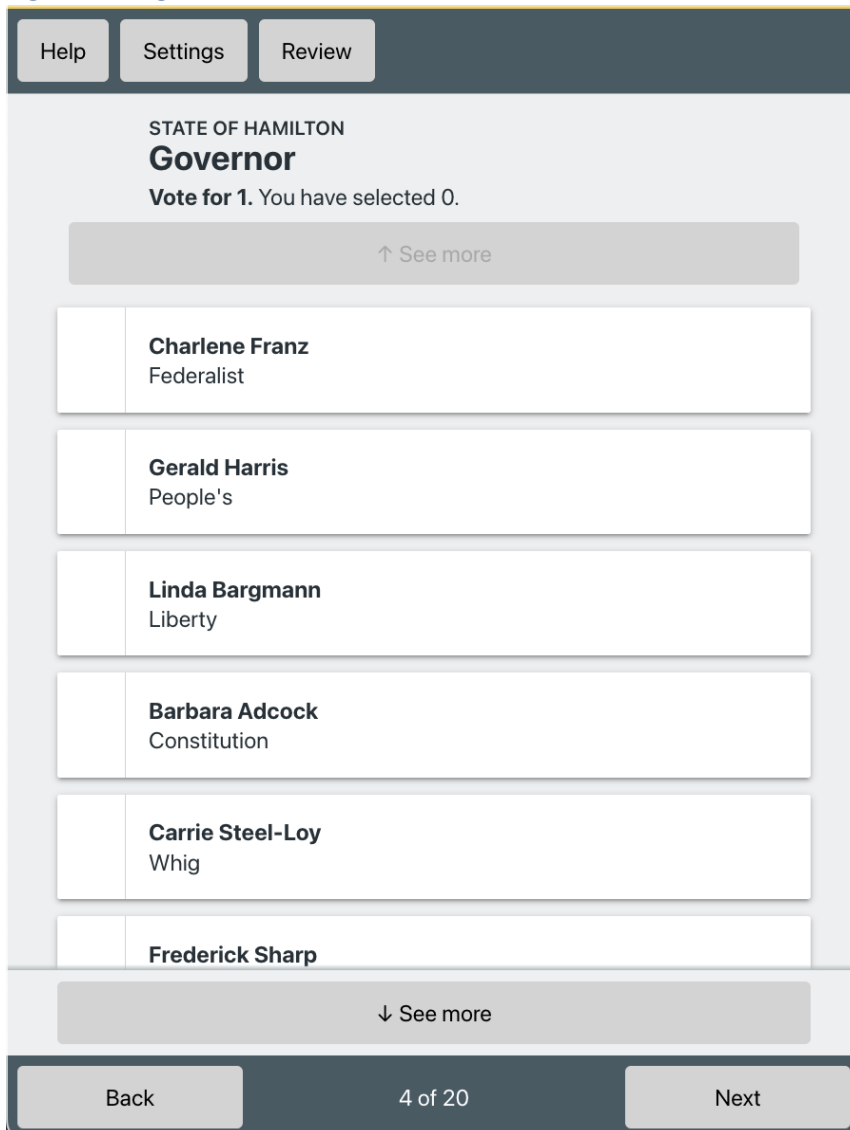 Help Settings Review
STATE OF HAMILTON
Governor
Vote for 1. You have selected 0.
↑ See more
Charlene Franz
Federalist
Gerald Harris
People's
Linda Bargmann
Liberty
Barbara Adcock
Constitution
Carrie Steel-Loy
Whig
Frederick Sharp
↓ See more
Back 4 of 20 Next